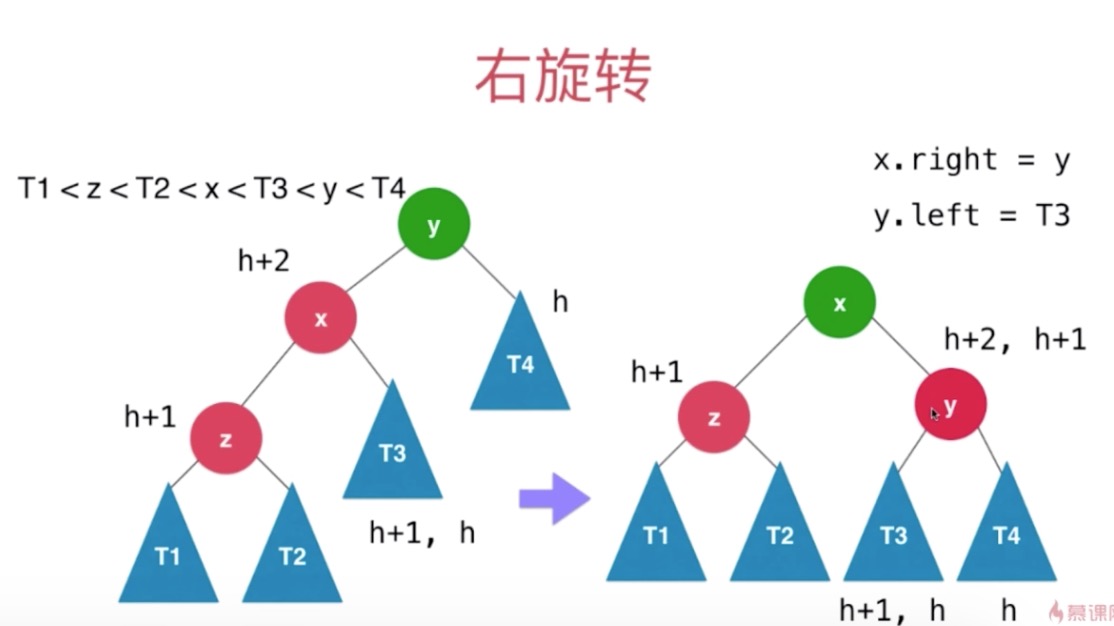 右旋转
x.right = y
y.left = T3
T1 < z < T2 < x < T3 < y < T4
y
h+2
x
h
T4
h+1
z
T3
h+1, h
T1
T2
x
h+2, h+1
h+1
z
y
T1
T2
T3
T4
h+1, h
h
慕课网